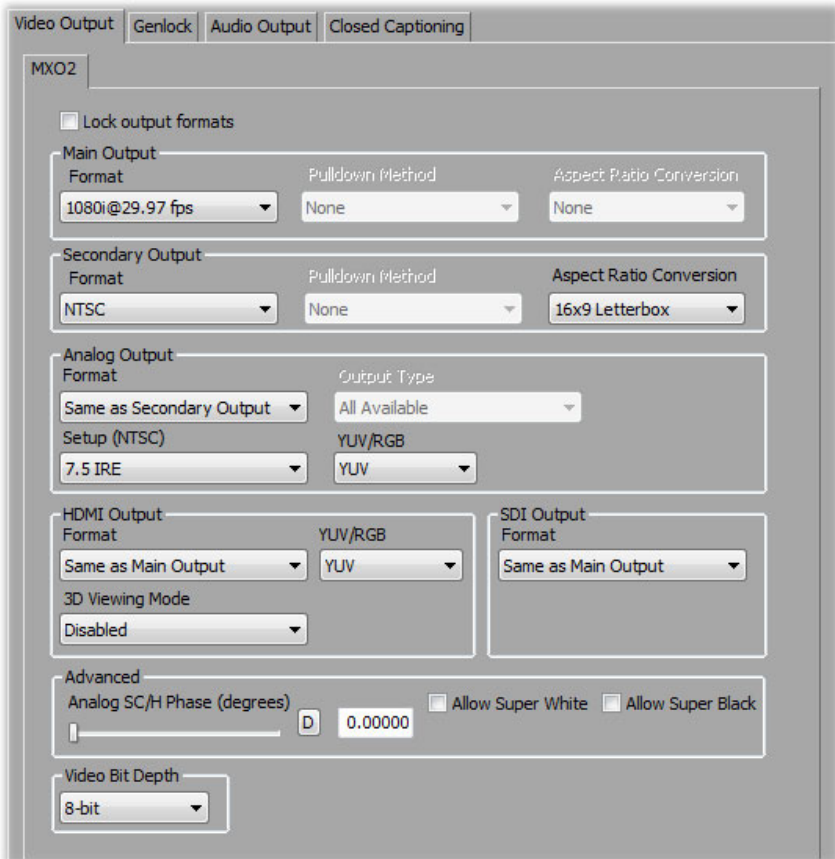 Video Output Genlock Audio Output Closed Captioning
MXO2
Lock output formats
Main Output
Format Pulldown Method Aspect Ratio Conversion
1080i@29.97 fps None None
Secondary Output
Format Pulldown Method Aspect Ratio Conversion
NTSC None 16x9 Letterbox
Analog Output
Format Output Type
Same as Secondary Output All Available
Setup (NTSC) YUV/RGB
7.5 IRE YUV
HDMI Output SDI Output
Format YUV/RGB Format
Same as Main Output YUV Same as Main Output
3D Viewing Mode
Disabled
Advanced
Analog SC/H Phase (degrees) D 0.00000 Allow Super White Allow Super Black
Video Bit Depth
8-bit